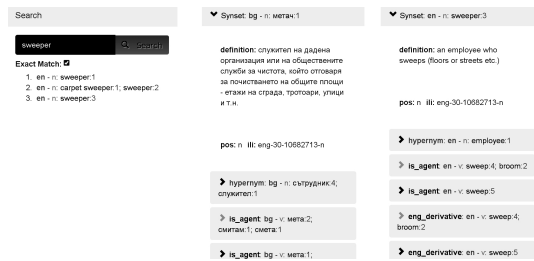 Search
sweeper
Search
Exact Match:
1. en - n: sweeper:1
2. en - n: carpet sweeper:1; sweeper:2
3. en - n: sweeper:3
Synset: bg - n: метач:1
definition: служител на дадена
организация или на обществените
служби за чистота, който отговаря
за почистването на общите площи
- етажи на сграда, тротоари, улици
и т.н.
pos: n ili: eng-30-10682713-n
hypernym: bg - n: сътрудник:4;
служител:1
is_agent: bg - v: мета:2;
смитам:1; смета:1
is_agent: bg - v: мета:1;
Synset: en - n: sweeper:3
definition: an employee who
sweeps (floors or streets etc.)
pos: n ili: eng-30-10682713-n
hypernym: en - n: employee:1
is_agent: en - v: sweep:4; broom:2
is_agent: en - v: sweep:5
eng_derivative: en - v: sweep:4;
broom:2
eng_derivative: en - v: sweep:5